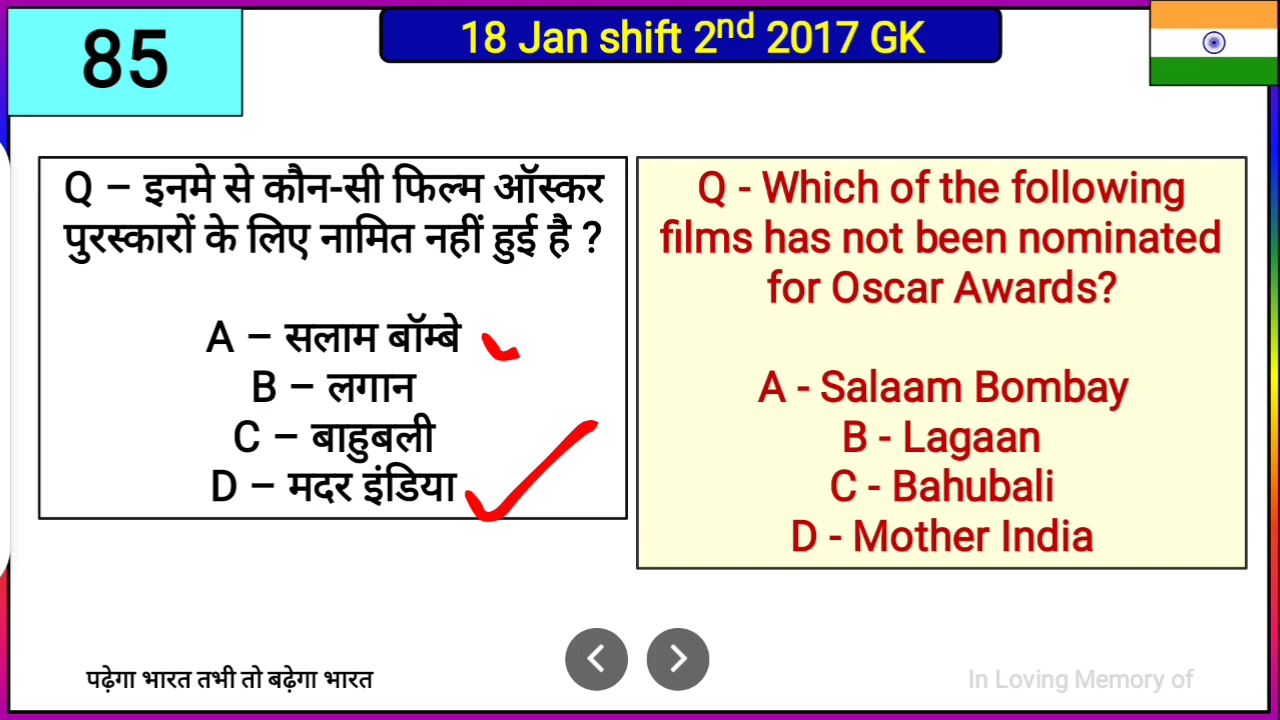 85
18 Jan shift 2nd 2017 GK
Q – इनमे से कौन-सी फिल्म ऑस्कर
पुरस्कारों के लिए नामित नहीं हुई है ?
A – सलाम बॉम्बे
B – लगान
C – बाहुबली
D – मदर इंडिया
Q - Which of the following
films has not been nominated
for Oscar Awards?
A - Salaam Bombay
B - Lagaan
C - Bahubali
D - Mother India
पढ़ेगा भारत तभी तो बढ़ेगा भारत
In Loving Memory of